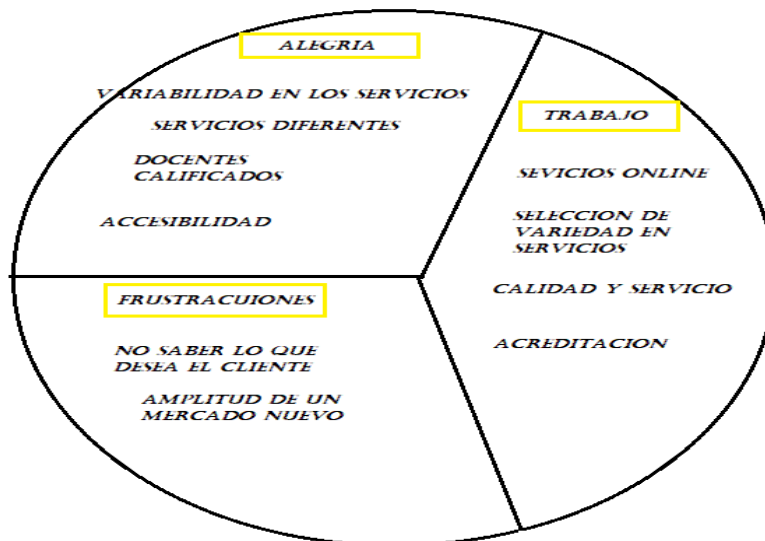 ALEGRIA
VARIABILIDAD EN LOS SERVICIOS
SERVICIOS DIFERENTES
DOCENTES
CALIFICADOS
ACCESIBILIDAD
TRABAJO
SEVICIOS ONLINE
SELECCION DE
VARIEDAD EN
SERVICIOS
CALIDAD Y SERVICIO
ACREDITACION
FRUSTRACUIONES
NO SABER LO QUE
DESEA EL CLIENTE
AMPLITUD DE UN
MERCADO NUEVO